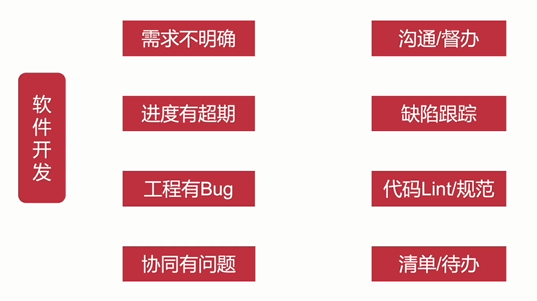 软件开发
需求不明确
沟通/督办
进度有超期
缺陷跟踪
工程有Bug
代码Lint/规范
协同有问题
清单/待办